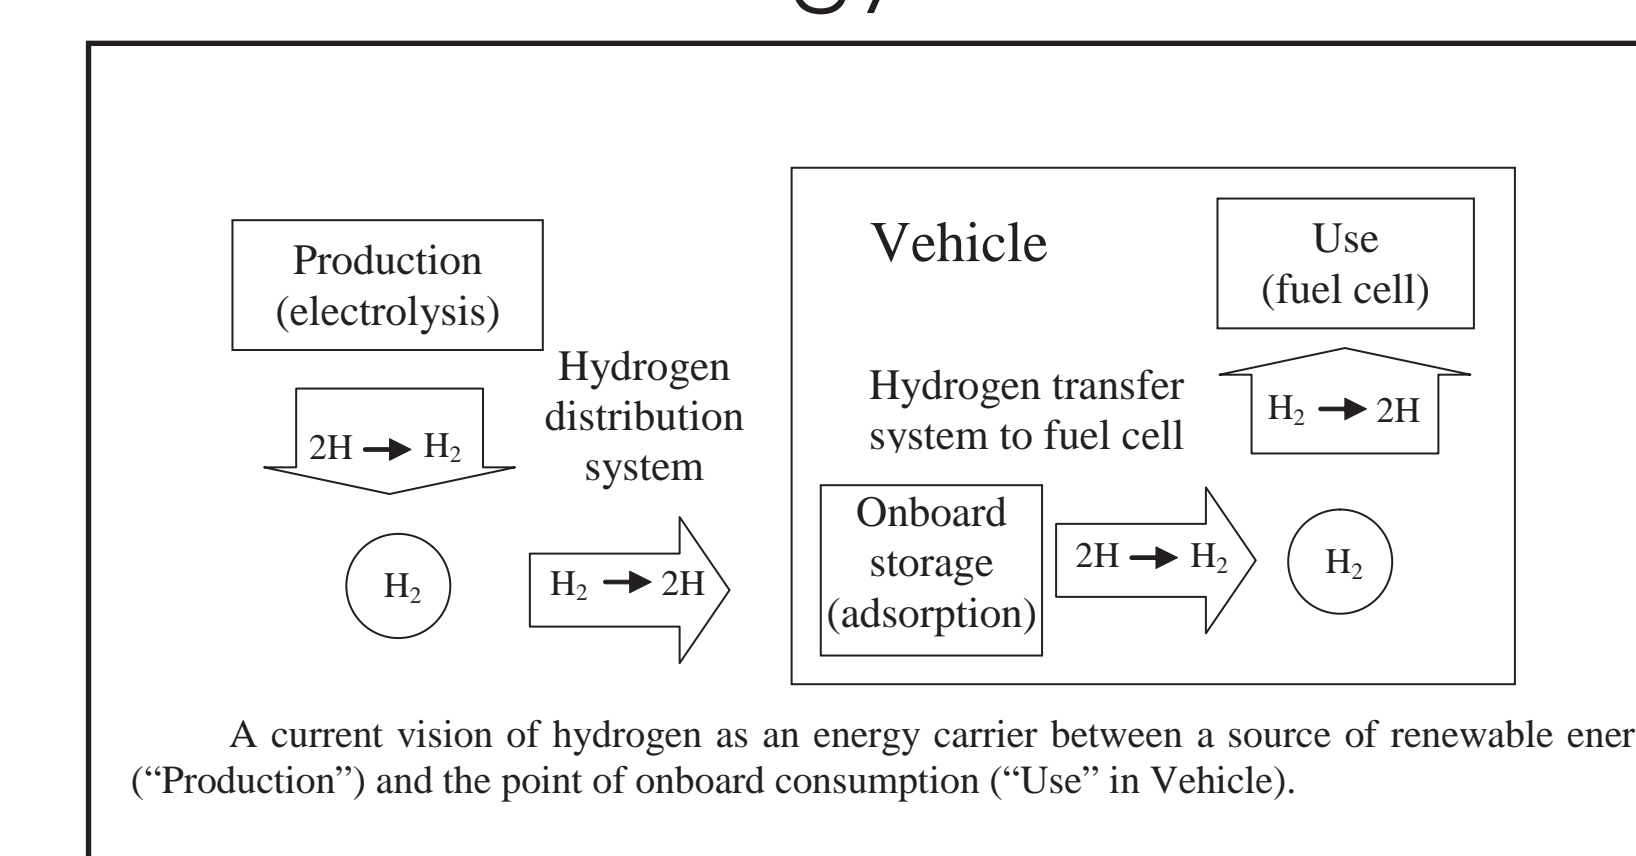 Vehicle
Use
(fuel cell)
Production
(electrolysis)
Hydrogen
distribution
system
Hydrogen transfer
system to fuel cell
H₂ → 2H
2H → H₂
Onboard
storage
(adsorption)
2H → H₂
H₂
H₂
H₂ → 2H
A current vision of hydrogen as an energy carrier between a source of renewable ener
(“Production”) and the point of onboard consumption (“Use” in Vehicle).